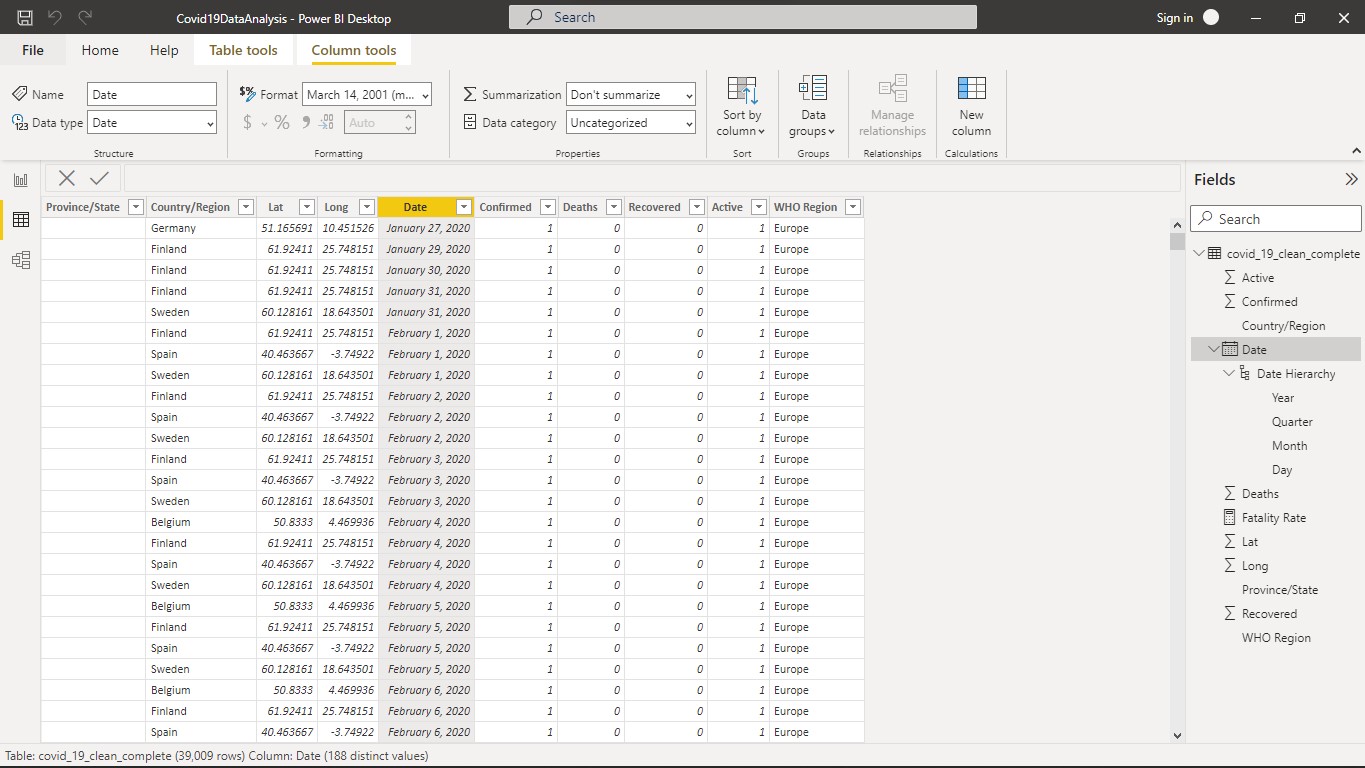 Covid19DataAnalysis - Power BI Desktop Search Sign in
File Home Help Table tools Column tools
Name Date $% Format March 14, 2001 (m... Summarization Don't summarize
Data type Date $ % Auto Data category Uncategorized
Sort by column Data groups Manage relationships New column
Structure Formatting Properties Sort Groups Relationships Calculations
Province/State Country/Region Lat Long Date Confirmed Deaths Recovered Active WHO Region
Germany 51.165691 10.451526 January 27, 2020 1 0 0 1 Europe
Finland 61.92411 25.748151 January 29, 2020 1 0 0 1 Europe
Finland 61.92411 25.748151 January 30, 2020 1 0 0 1 Europe
Finland 61.92411 25.748151 January 31, 2020 1 0 0 1 Europe
Sweden 60.128161 18.643501 January 31, 2020 1 0 0 1 Europe
Finland 61.92411 25.748151 February 1, 2020 1 0 0 1 Europe
Spain 40.463667 -3.74922 February 1, 2020 1 0 0 1 Europe
Sweden 60.128161 18.643501 February 1, 2020 1 0 0 1 Europe
Finland 61.92411 25.748151 February 2, 2020 1 0 0 1 Europe
Spain 40.463667 -3.74922 February 2, 2020 1 0 0 1 Europe
Sweden 60.128161 18.643501 February 2, 2020 1 0 0 1 Europe
Finland 61.92411 25.748151 February 3, 2020 1 0 0 1 Europe
Spain 40.463667 -3.74922 February 3, 2020 1 0 0 1 Europe
Sweden 60.128161 18.643501 February 3, 2020 1 0 0 1 Europe
Belgium 50.8333 4.469936 February 4, 2020 1 0 0 1 Europe
Finland 61.92411 25.748151 February 4, 2020 1 0 0 1 Europe
Spain 40.463667 -3.74922 February 4, 2020 1 0 0 1 Europe
Sweden 60.128161 18.643501 February 4, 2020 1 0 0 1 Europe
Belgium 50.8333 4.469936 February 5, 2020 1 0 0 1 Europe
Finland 61.92411 25.748151 February 5, 2020 1 0 0 1 Europe
Spain 40.463667 -3.74922 February 5, 2020 1 0 0 1 Europe
Sweden 60.128161 18.643501 February 5, 2020 1 0 0 1 Europe
Belgium 50.8333 4.469936 February 6, 2020 1 0 0 1 Europe
Finland 61.92411 25.748151 February 6, 2020 1 0 0 1 Europe
Spain 40.463667 -3.74922 February 6, 2020 1 0 0 1 Europe
Fields
Search
covid_19_clean_complete
Active
Confirmed
Country/Region
Date
Date Hierarchy
Year
Quarter
Month
Day
Deaths
Fatality Rate
Lat
Long
Province/State
Recovered
WHO Region
Table: covid_19_clean_complete (39,009 rows) Column: Date (188 distinct values)